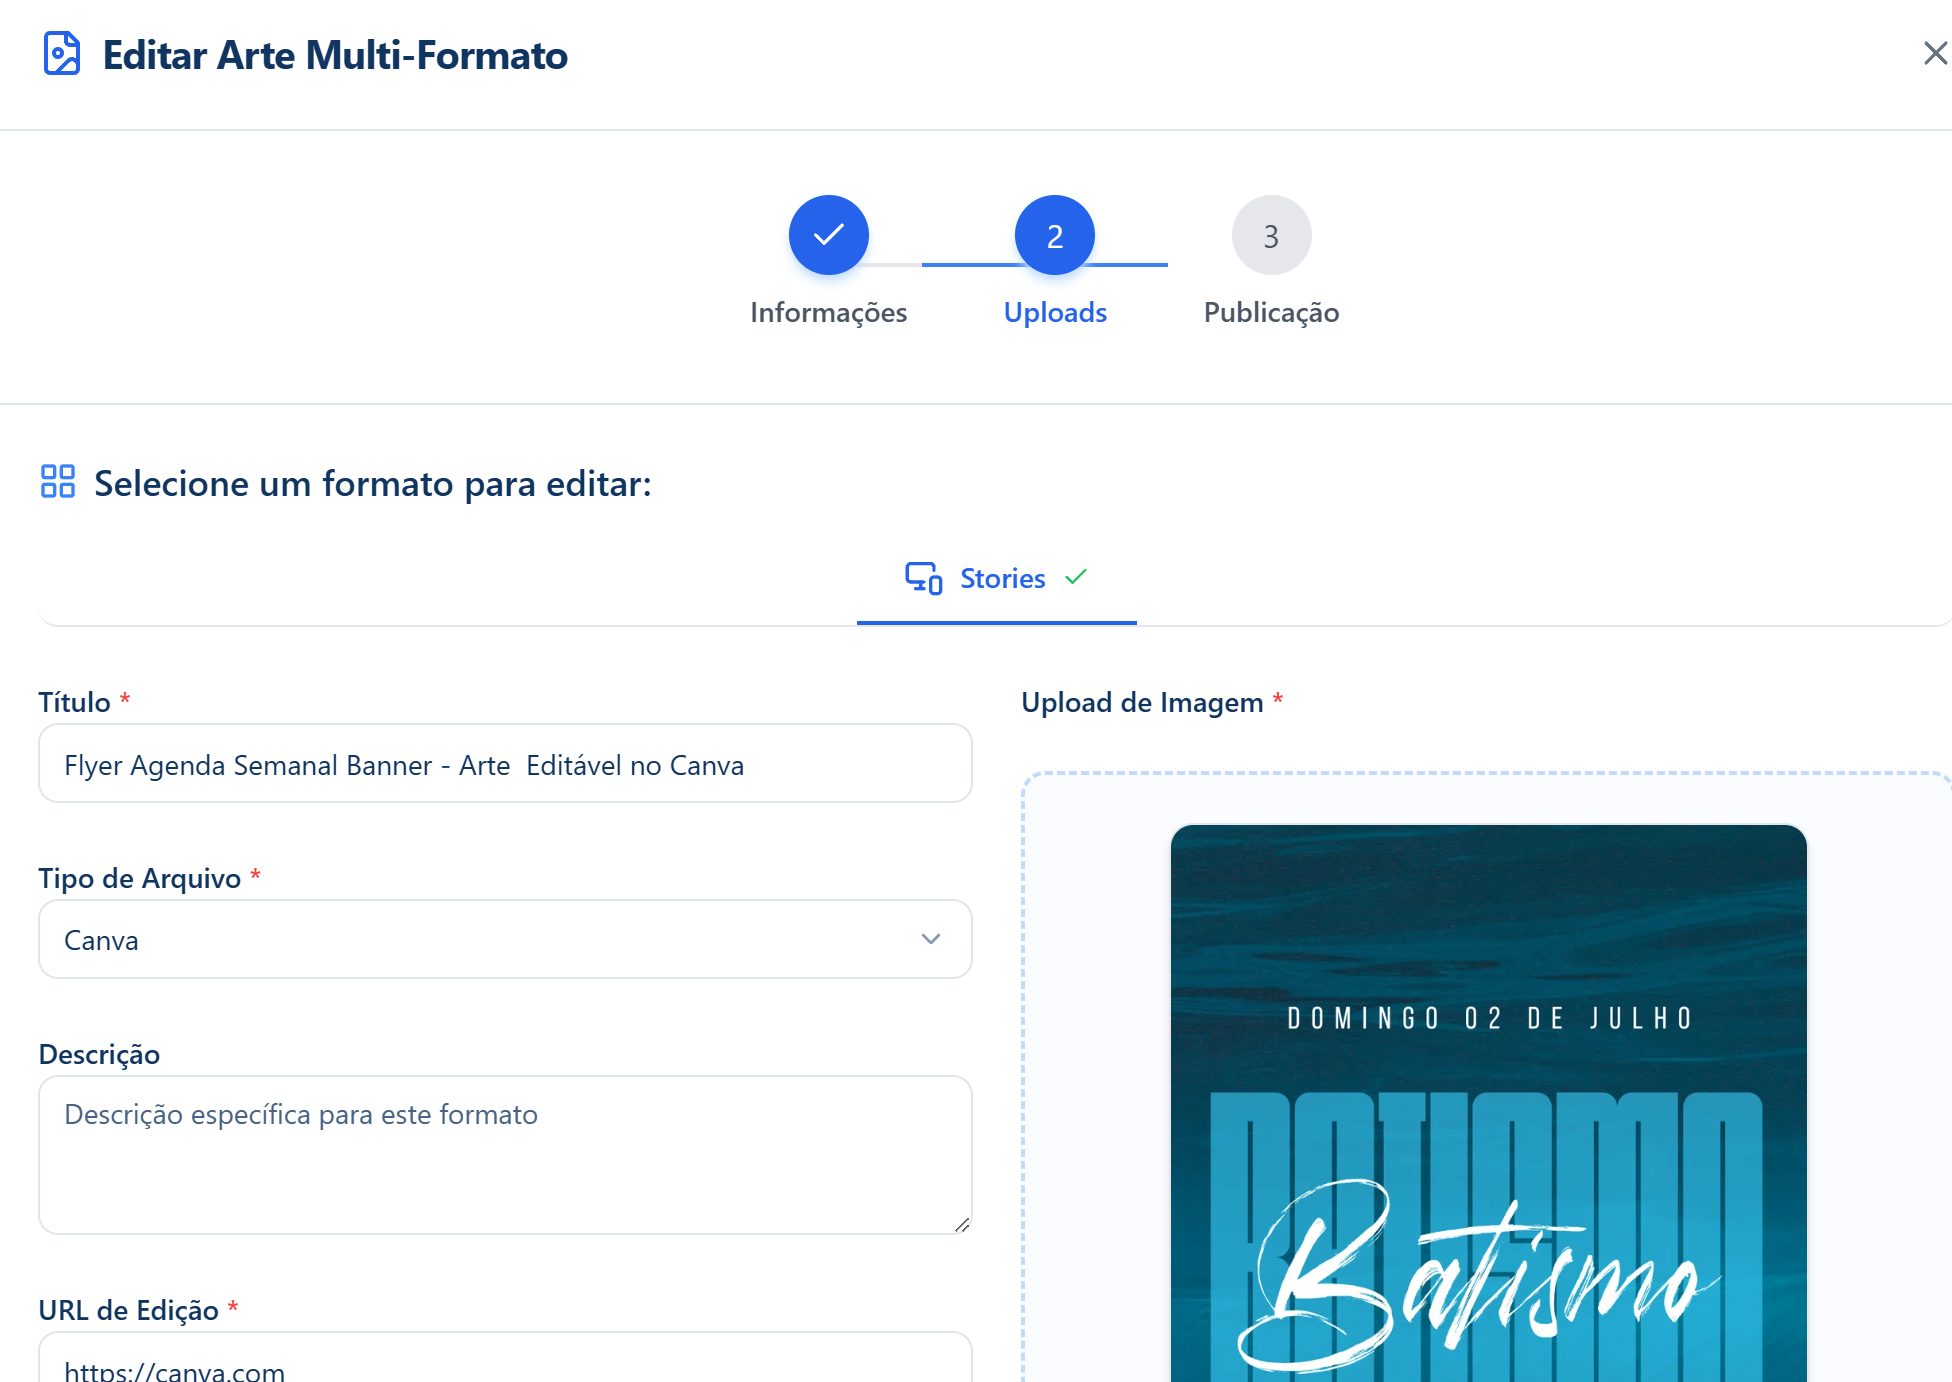 Editar Arte Multi-Formato
2
3
Informações
Uploads
Publicação
Selecione um formato para editar:
Stories
Título *
Flyer Agenda Semanal Banner - Arte  Editável no Canva
Tipo de Arquivo *
Canva
Descrição
Descrição específica para este formato
URL de Edição *
https://canva.com
Upload de Imagem *
DOMINGO 02 DE JULHO
BATISMO
Batismo